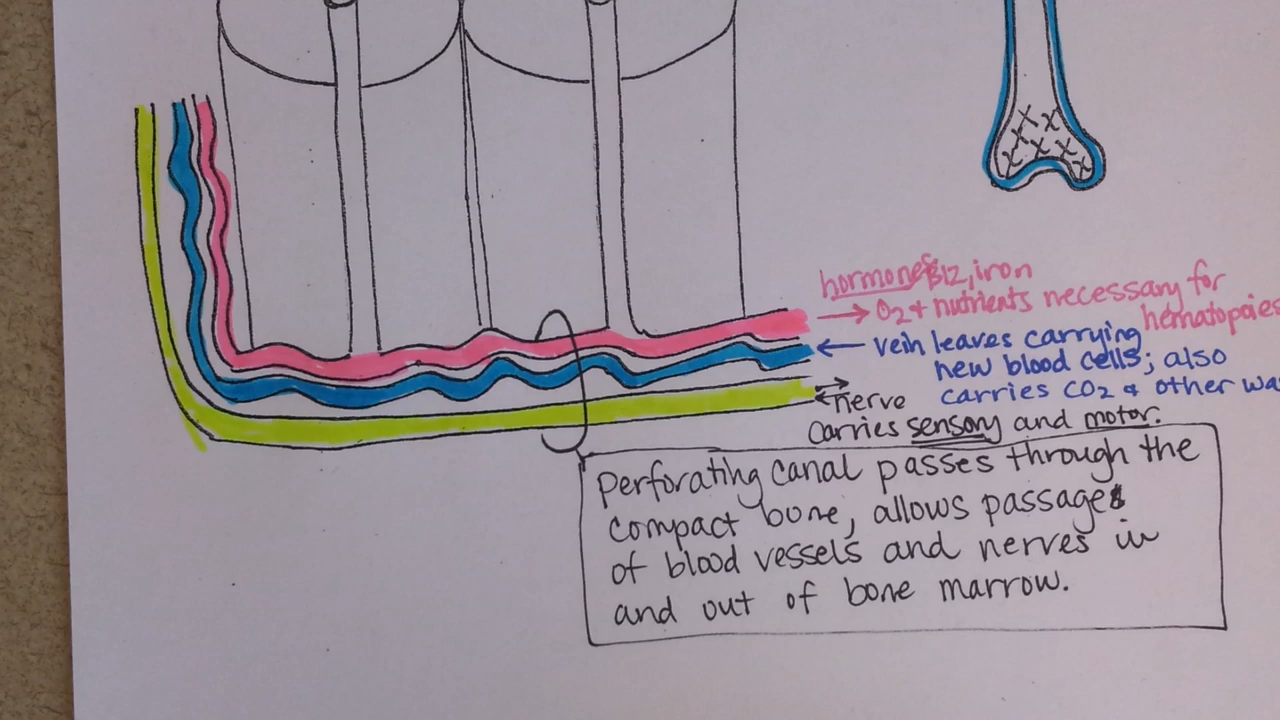 hormones B12, iron
→ O2 + nutrients necessary for
hematopoies
← vein leaves carrying
new blood cells; also
carries CO2 & other wa
nerve
carries sensory and motor.
Perforating canal passes through the
compact bone, allows passage
of blood vessels and nerves in
and out of bone marrow.